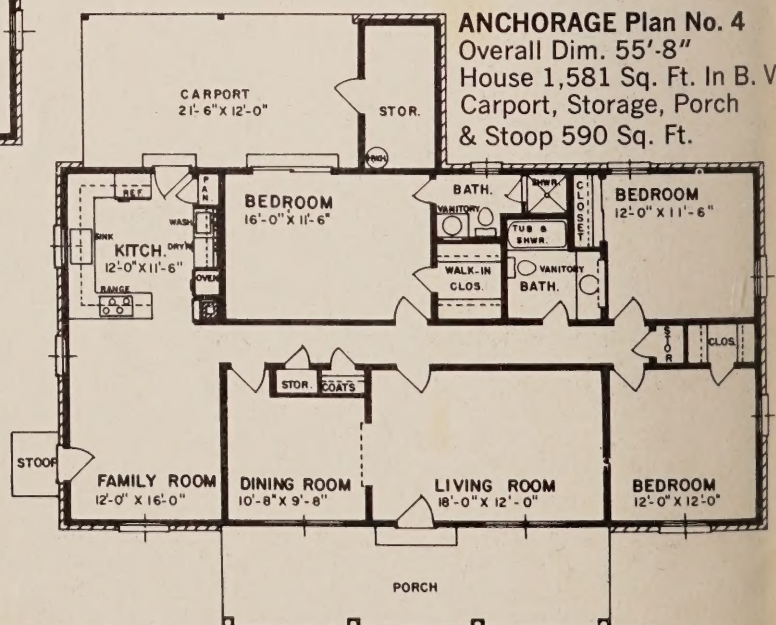 ANCHORAGE Plan No. 4
Overall Dim. 55'-8"
House 1,581 Sq. Ft. In B. V
Carport, Storage, Porch
& Stoop 590 Sq. Ft.
CARPORT
21'-6" X 12'-0"
STOR.
REF.
PAN.
BEDROOM
16'-0" X 11'-6"
BATH.
VANITORY
SHWR.
CLOSET
BEDROOM
12'-0" X 11'-6"
SINK
WASH
DRY'R
KITCH.
12'-0" X 11'-6"
OVEN
RANGE
TUB &
SHWR.
WALK-IN
CLOS.
VANITORY
BATH.
STOR
CLOS.
STOR.
COATS
STOOP
FAMILY ROOM
12'-0" X 16'-0"
DINING ROOM
10'-8" X 9'-8"
LIVING ROOM
18'-0" X 12'-0"
BEDROOM
12'-0" X 12'-0"
PORCH